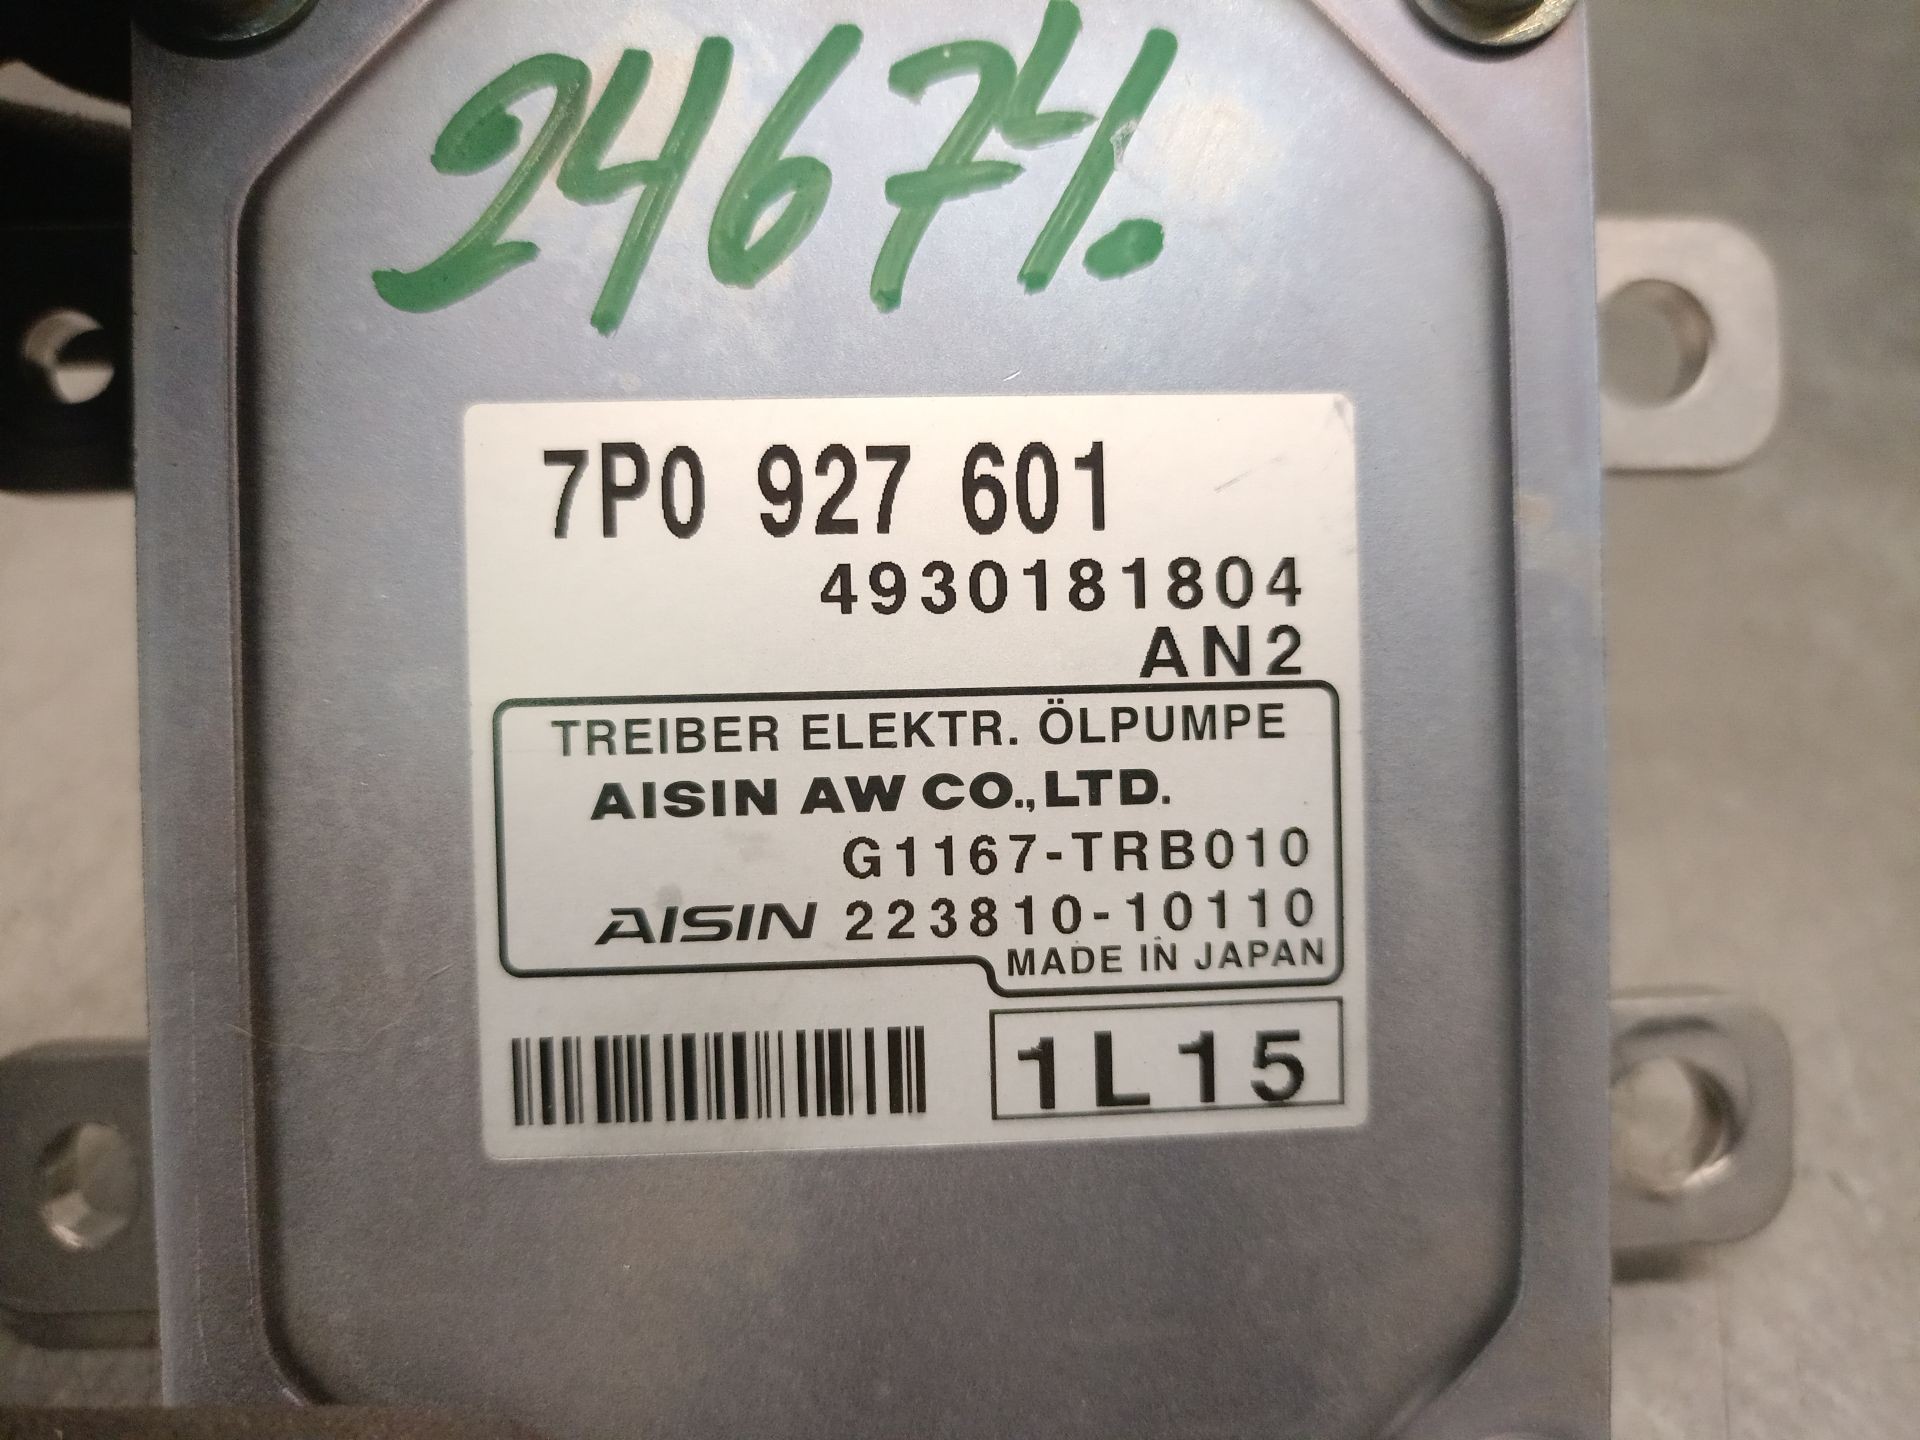 24671.
7P0 927 601
4930181804
AN2
TREIBER ELEKTR. ÖLPUMPE
AISIN AW CO.,LTD.
G1167-TRB010
AISIN 223810-10110
MADE IN JAPAN
1L15